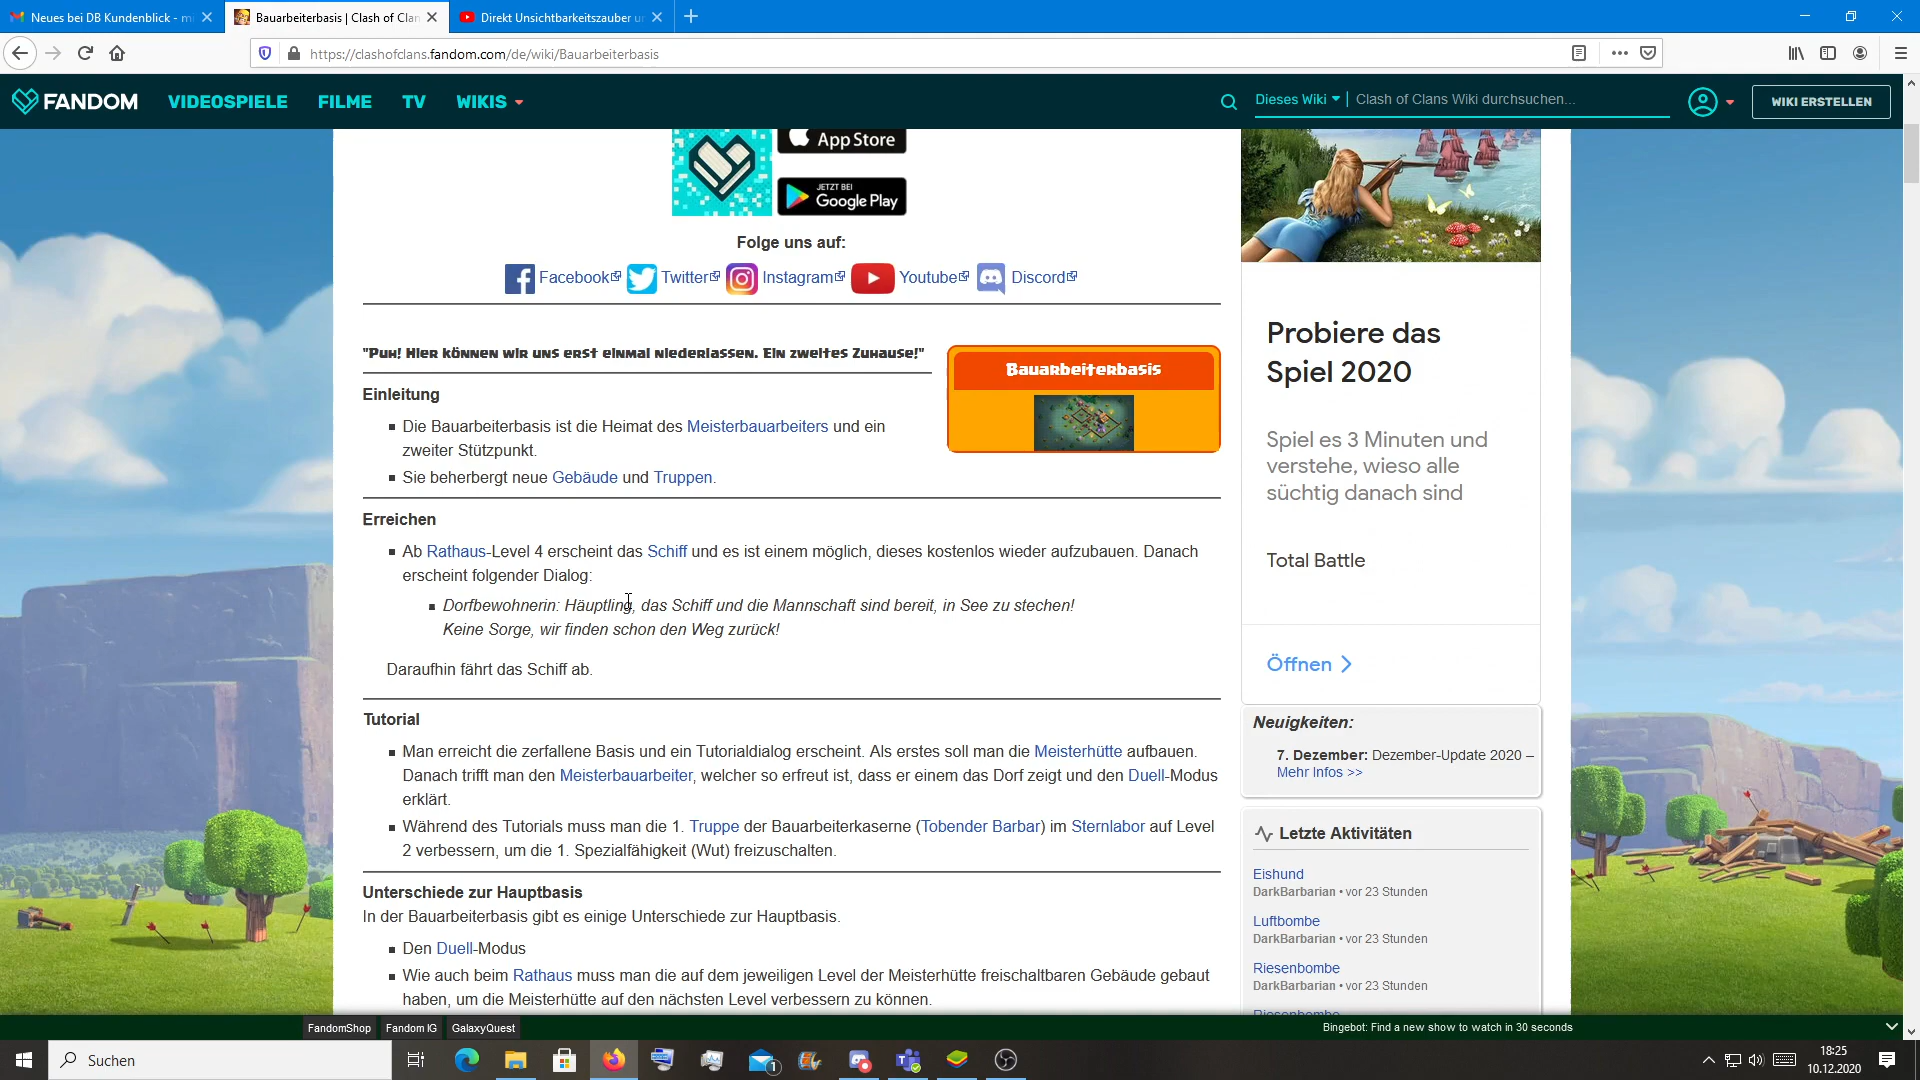 Neues bei DB Kundenblick - mi
Bauarbeiterbasis | Clash of Clan
Direkt Unsichtbarkeitszauber u
https://clashofclans.fandom.com/de/wiki/Bauarbeiterbasis
FANDOM
VIDEOSPIELE
FILME
TV
WIKIS
Dieses Wiki
Clash of Clans Wiki durchsuchen...
WIKI ERSTELLEN
App Store
JETZT BEI
Google Play
Folge uns auf:
Facebook Twitter Instagram Youtube Discord
"Puh! Hier können wir uns erst einmal niederlassen. Ein zweites Zuhause!"
Bauarbeiterbasis
Einleitung
Die Bauarbeiterbasis ist die Heimat des Meisterbauarbeiters und ein
zweiter Stützpunkt.
Sie beherbergt neue Gebäude und Truppen.
Erreichen
Ab Rathaus-Level 4 erscheint das Schiff und es ist einem möglich, dieses kostenlos wieder aufzubauen. Danach
erscheint folgender Dialog:
Dorfbewohnerin: Häuptling, das Schiff und die Mannschaft sind bereit, in See zu stechen!
Keine Sorge, wir finden schon den Weg zurück!
Daraufhin fährt das Schiff ab.
Tutorial
Man erreicht die zerfallene Basis und ein Tutorialdialog erscheint. Als erstes soll man die Meisterhütte aufbauen.
Danach trifft man den Meisterbauarbeiter, welcher so erfreut ist, dass er einem das Dorf zeigt und den Duell-Modus
erklärt.
Während des Tutorials muss man die 1. Truppe der Bauarbeiterkaserne (Tobender Barbar) im Sternlabor auf Level
2 verbessern, um die 1. Spezialfähigkeit (Wut) freizuschalten.
Unterschiede zur Hauptbasis
In der Bauarbeiterbasis gibt es einige Unterschiede zur Hauptbasis.
Den Duell-Modus
Wie auch beim Rathaus muss man die auf dem jeweiligen Level der Meisterhütte freischaltbaren Gebäude gebaut
haben, um die Meisterhütte auf den nächsten Level verbessern zu können.
Probiere das
Spiel 2020
Spiel es 3 Minuten und
verstehe, wieso alle
süchtig danach sind
Total Battle
Öffnen
Neuigkeiten:
7. Dezember: Dezember-Update 2020 –
Mehr Infos >>
Letzte Aktivitäten
Eishund
DarkBarbarian • vor 23 Stunden
Luftbombe
DarkBarbarian • vor 23 Stunden
Riesenbombe
DarkBarbarian • vor 23 Stunden
Riesenbombe
FandomShop
Fandom IG
GalaxyQuest
Bingebot: Find a new show to watch in 30 seconds
Suchen
1
18:25
10.12.2020